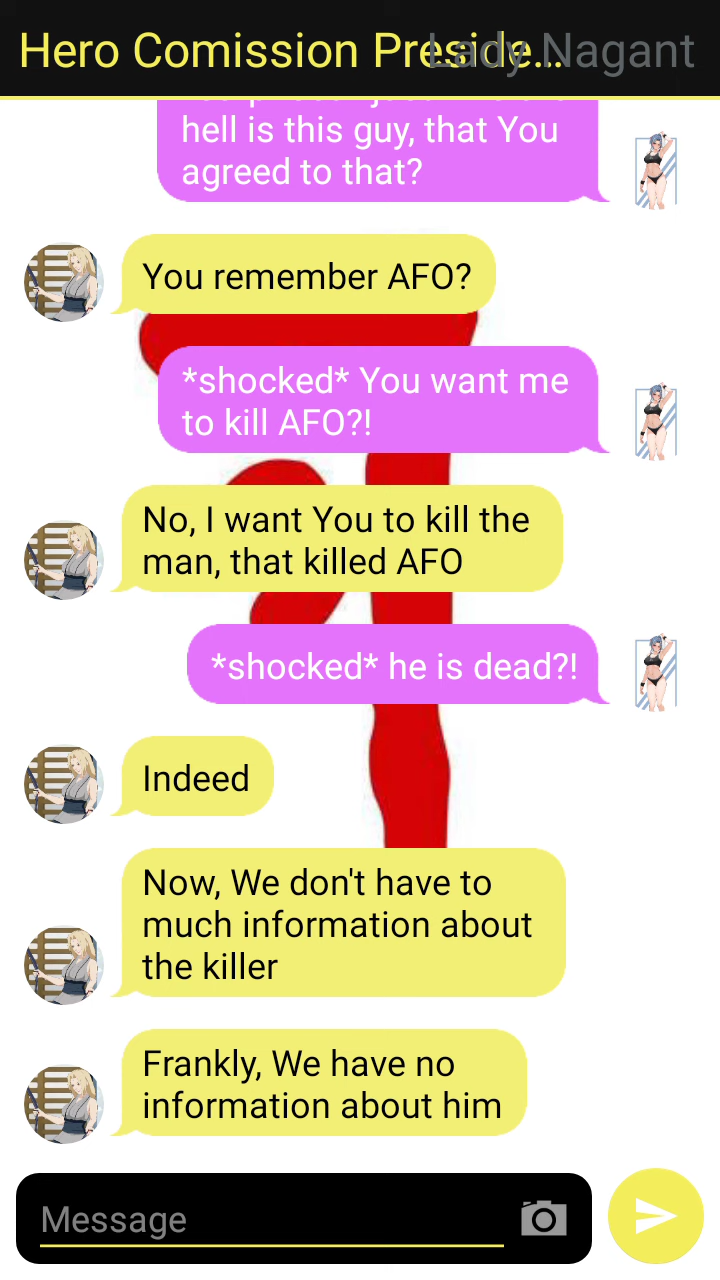 Hero Comission Preside...
Lady Nagant
hell is this guy, that You
agreed to that?
You remember AFO?
*shocked* You want me
to kill AFO?!
No, I want You to kill the
man, that killed AFO
*shocked* he is dead?!
Indeed
Now, We don't have to
much information about
the killer
Frankly, We have no
information about him
Message